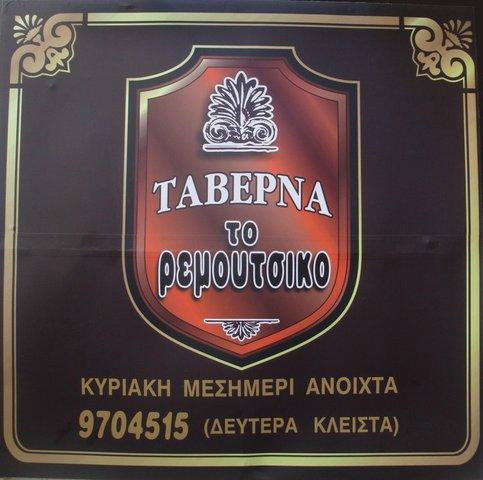 ΤΑΒΕΡΝΑ
το
ρεμουτσικο
ΚΥΡΙΑΚΗ ΜΕΣΗΜΕΡΙ ΑΝΟΙΧΤΑ
9704515 (ΔΕΥΤΕΡΑ ΚΛΕΙΣΤΑ)